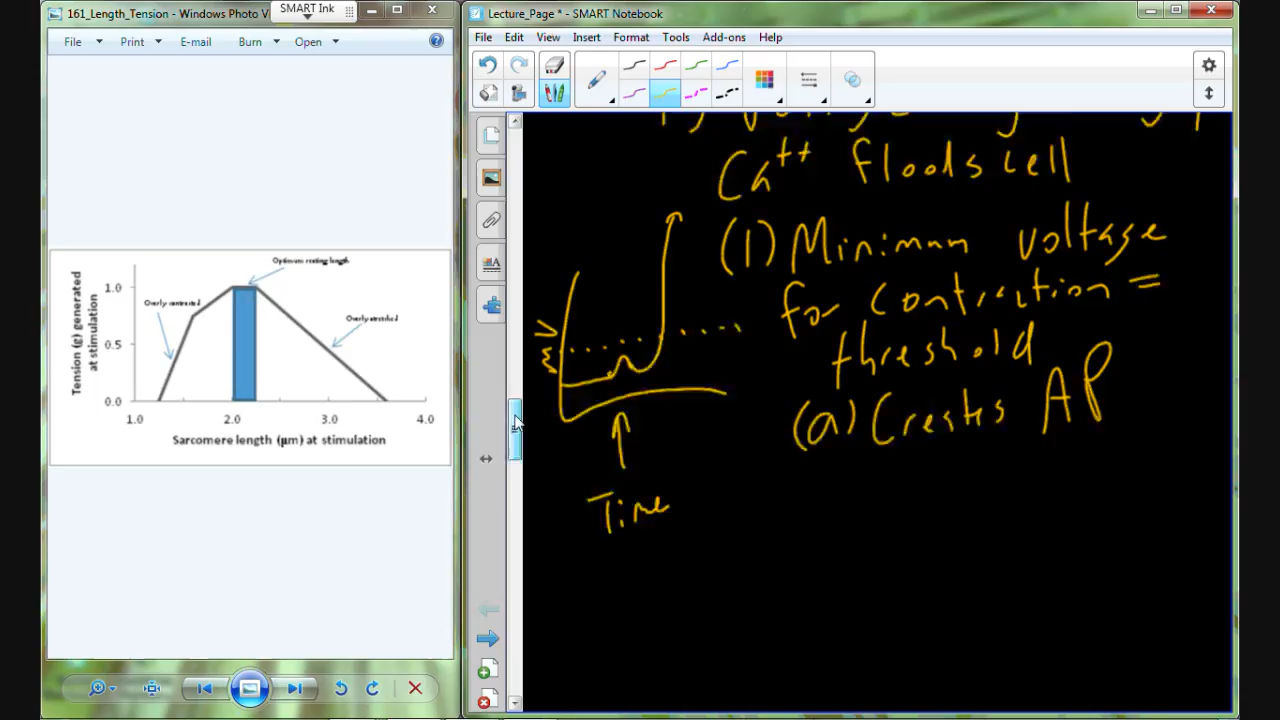 161_Length_Tension - Windows Photo V
SMART Ink
File Print E-mail Burn Open
Optimum resting length
Overly contracted
Overly stretched
Tension (g) generated
at stimulation
1.0
0.5
0.0
1.0 2.0 3.0 4.0
Sarcomere length (μm) at stimulation
Lecture_Page * - SMART Notebook
File Edit View Insert Format Tools Add-ons Help
Ca++ floods cell
(1) Minimum voltage
for contraction =
threshold
(a) Creates AP
Time